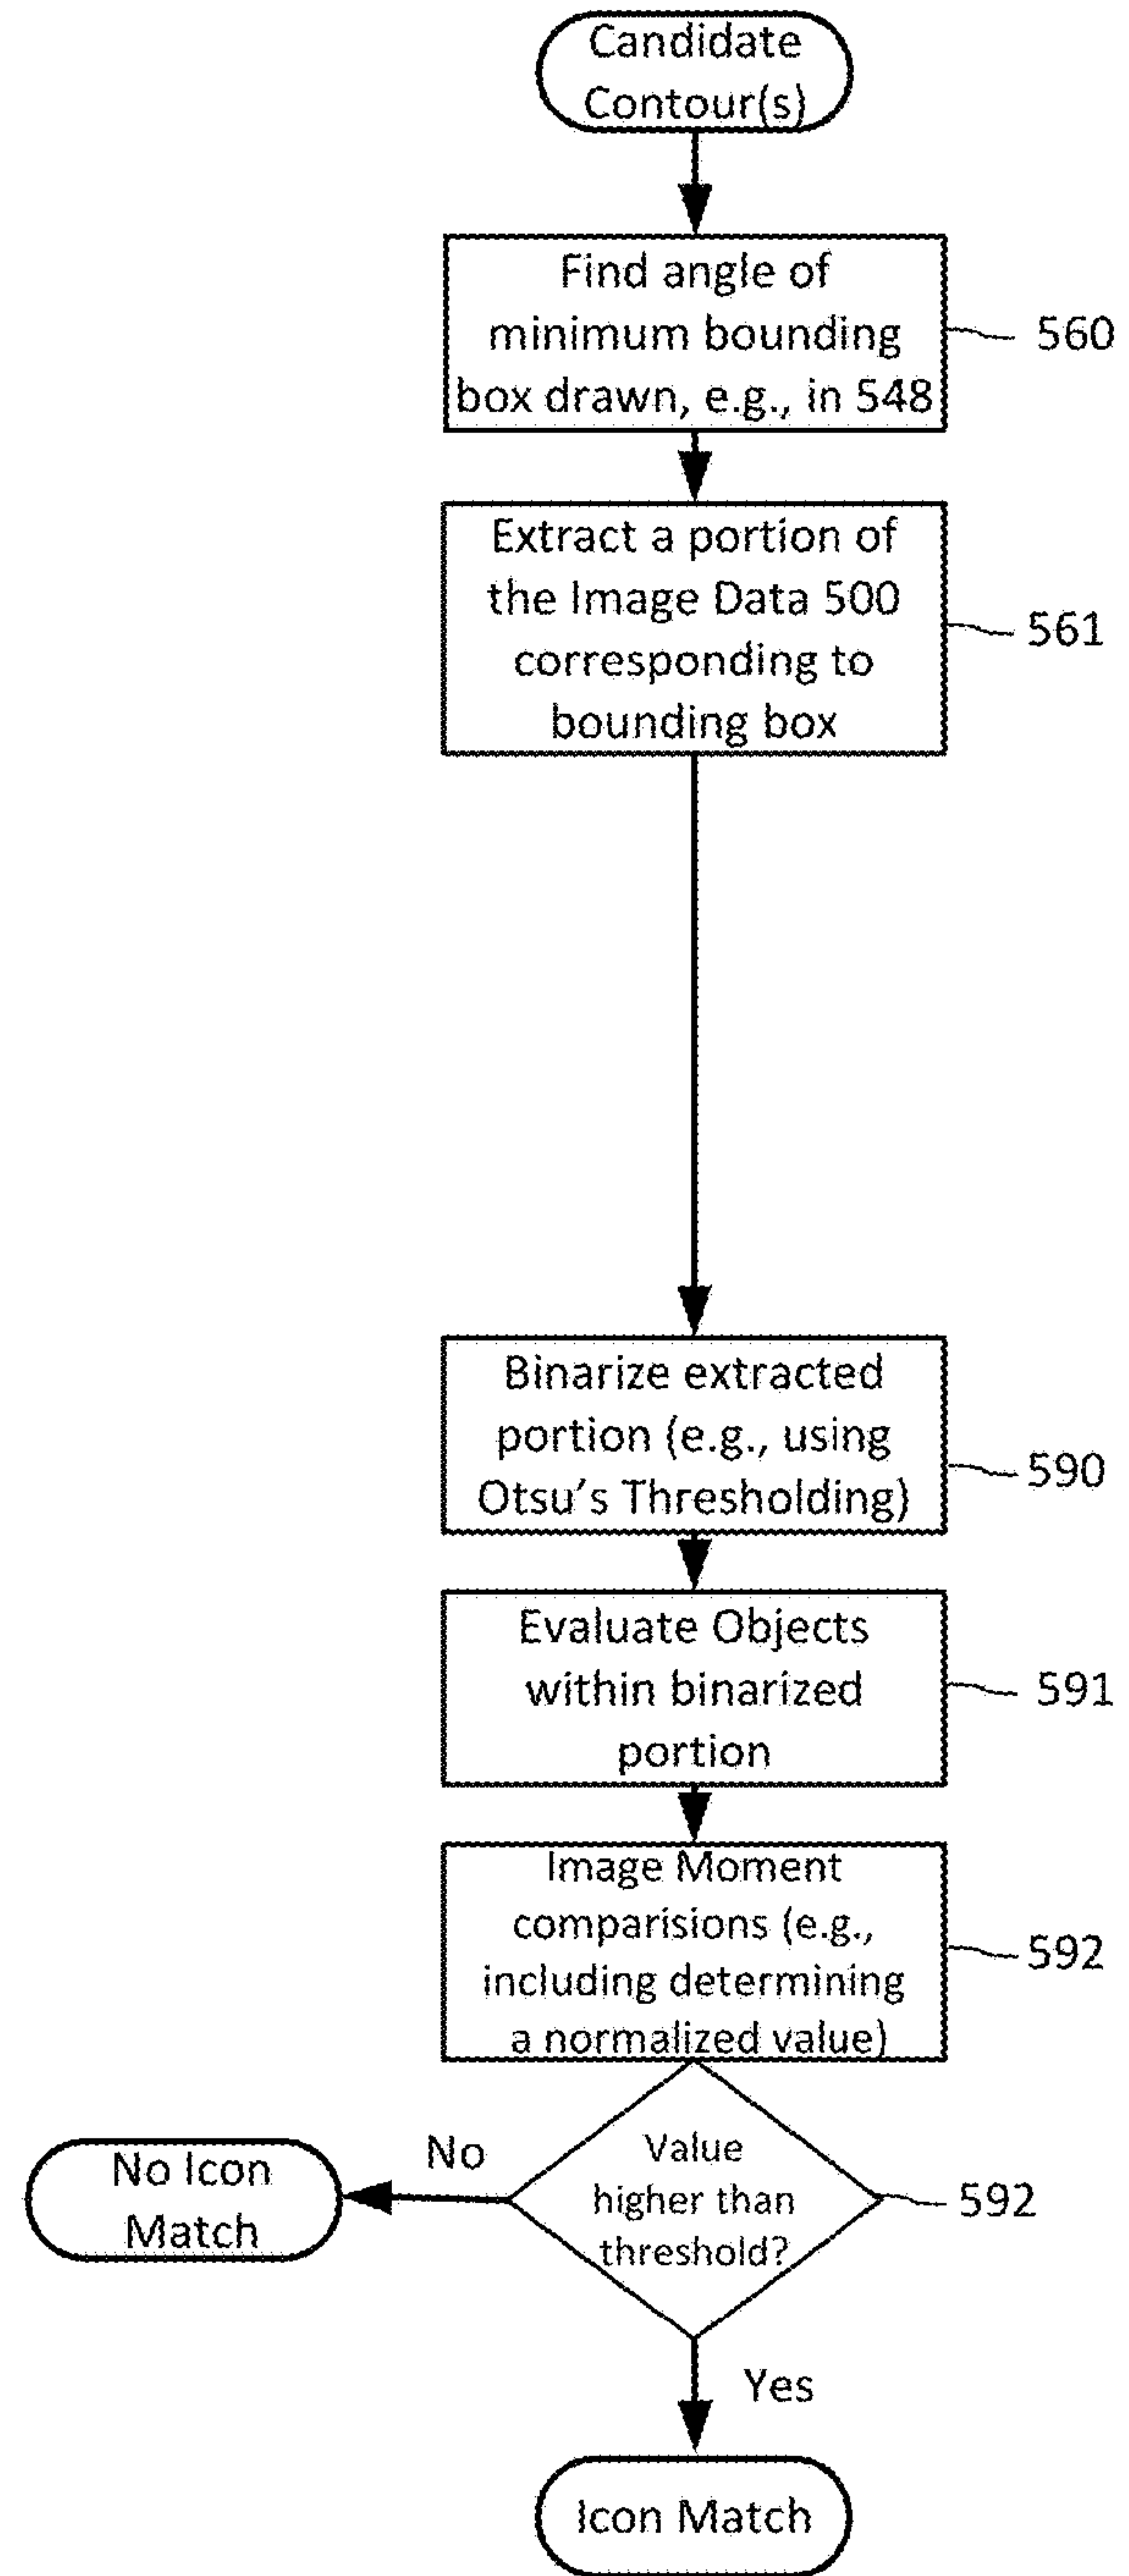 Candidate
Contour(s)
Find angle of
minimum bounding
box drawn, e.g., in 548
560
Extract a portion of
the Image Data 500
corresponding to
bounding box
561
Binarize extracted
portion (e.g., using
Otsu's Thresholding)
590
Evaluate Objects
within binarized
portion
591
Image Moment
comparisions (e.g.,
including determining
a normalized value)
592
No Icon
Match
No
Value
higher than
threshold?
592
Yes
Icon Match